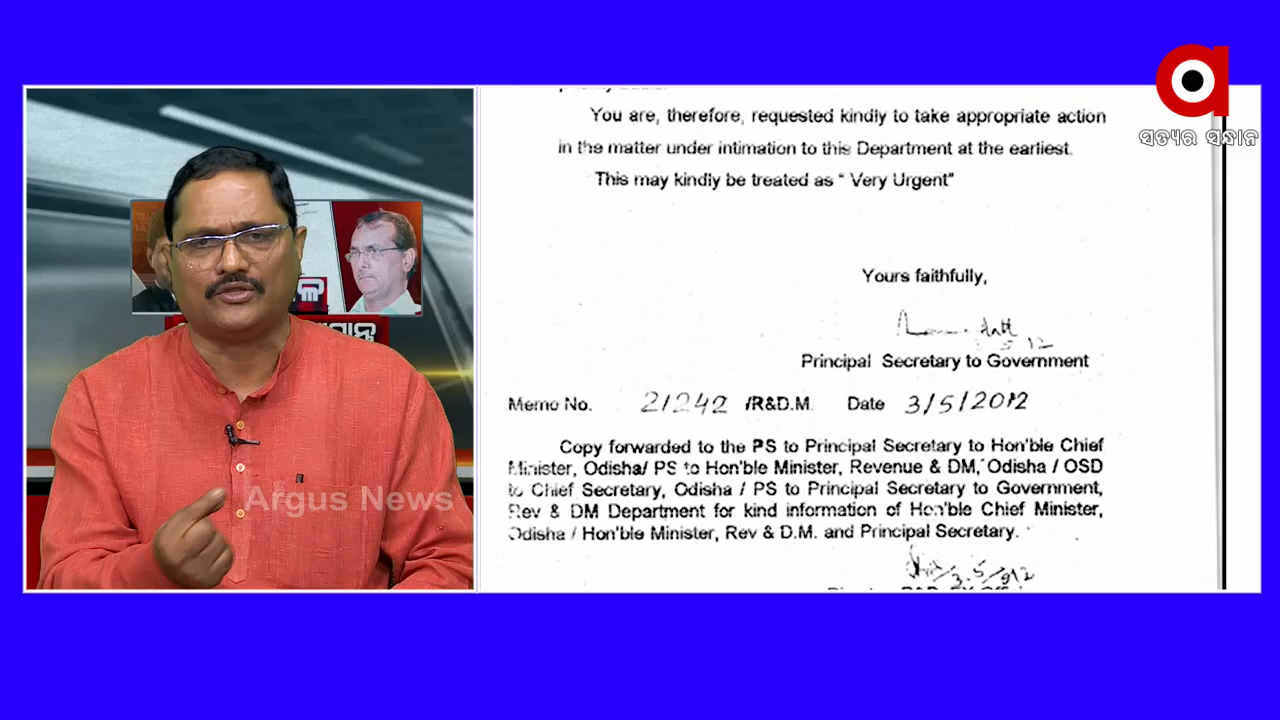 You are, therefore, requested kindly to take appropriate action
in the matter under intimation to this Department at the earliest.
This may kindly be treated as “ Very Urgent”
Yours faithfully,
5 12
Principal Secretary to Government
Memo No. 21242 /R&D.M. Date 3/5/2012
Copy forwarded to the PS to Principal Secretary to Hon'ble Chief
Minister, Odisha/ PS to Hon'ble Minister, Revenue & DM, Odisha / OSD
to Chief Secretary, Odisha / PS to Principal Secretary to Government,
Rev & DM Department for kind information of Hon'ble Chief Minister,
Odisha / Hon'ble Minister, Rev & D.M. and Principal Secretary.
ସତ୍ୟର ସନ୍ଧାନ
Argus News